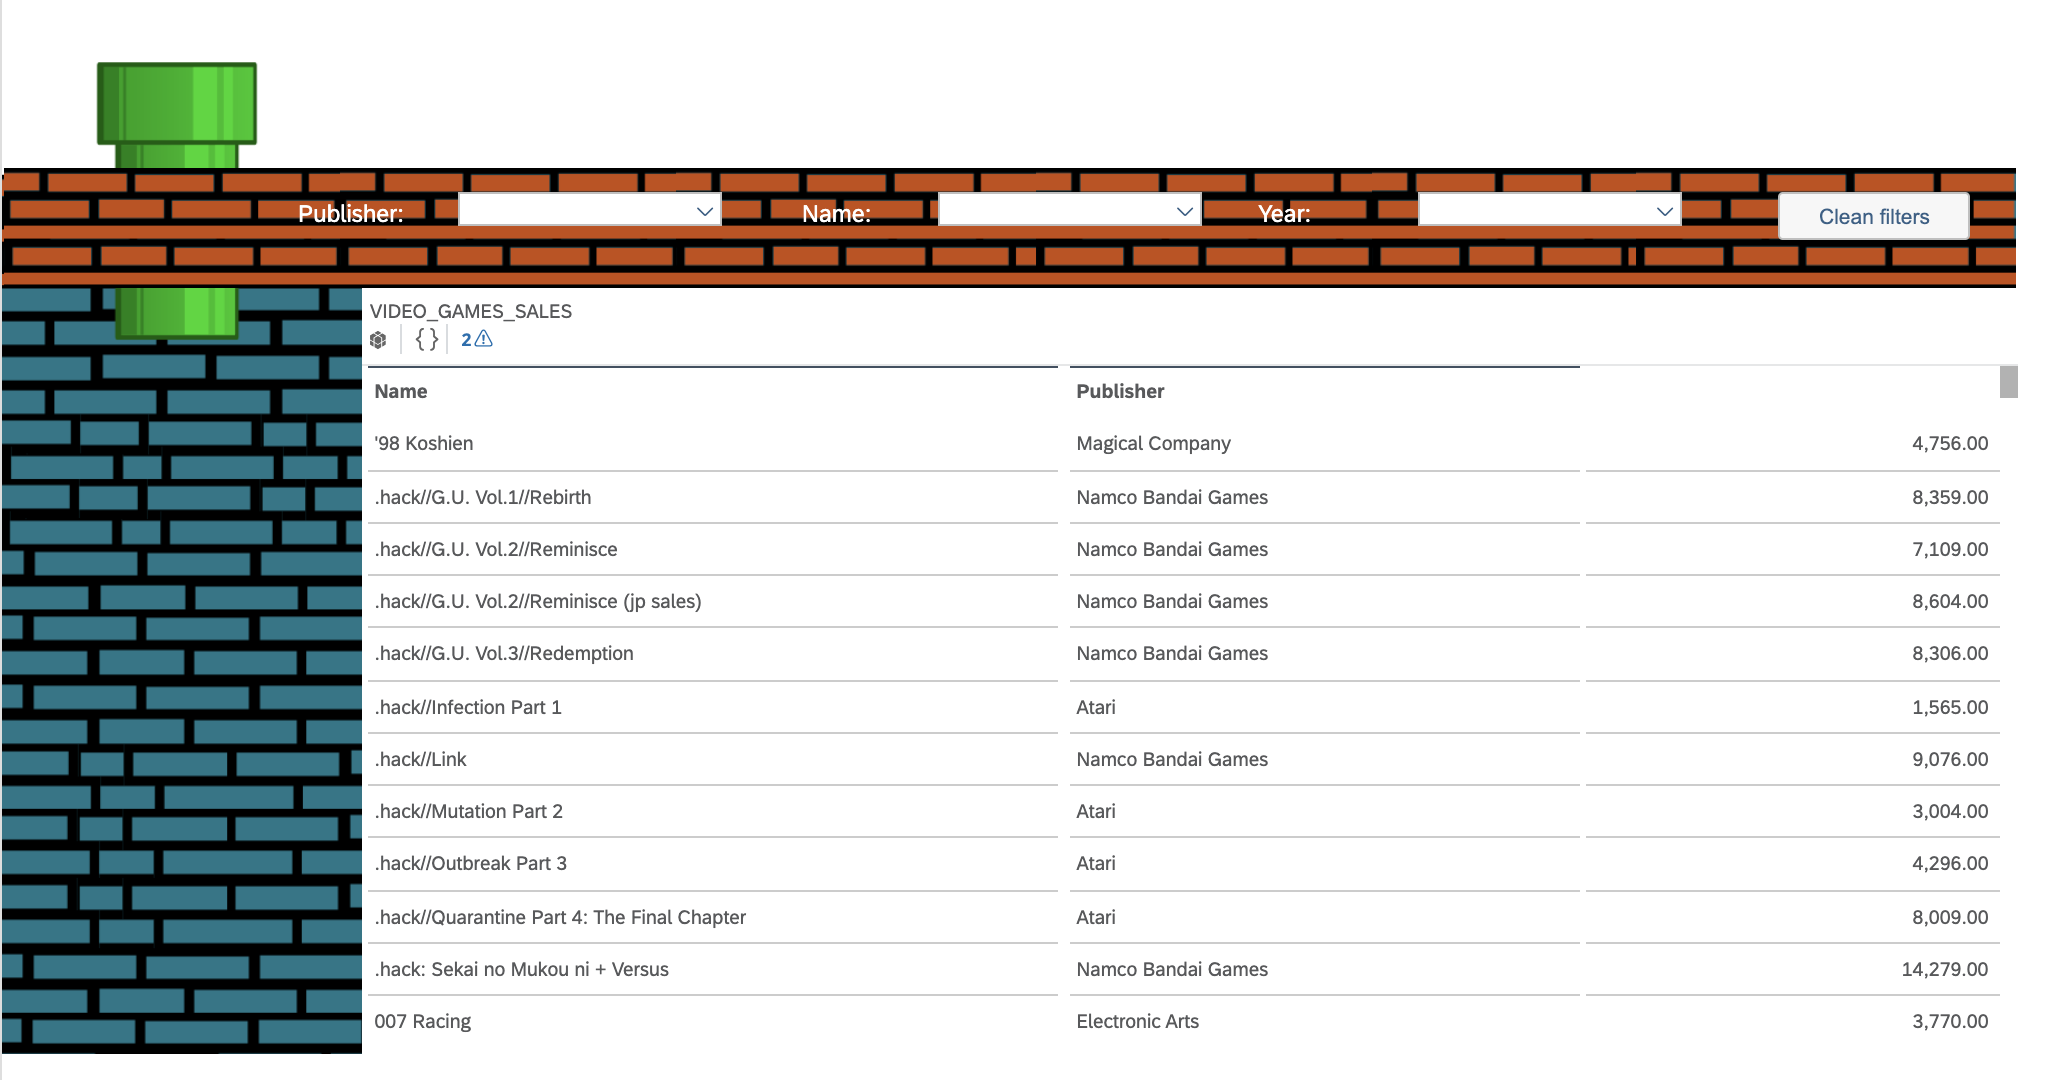 Publisher: Name: Year: Clean filters
VIDEO_GAMES_SALES
{} 2
Name Publisher
'98 Koshien Magical Company 4,756.00
.hack//G.U. Vol.1//Rebirth Namco Bandai Games 8,359.00
.hack//G.U. Vol.2//Reminisce Namco Bandai Games 7,109.00
.hack//G.U. Vol.2//Reminisce (jp sales) Namco Bandai Games 8,604.00
.hack//G.U. Vol.3//Redemption Namco Bandai Games 8,306.00
.hack//Infection Part 1 Atari 1,565.00
.hack//Link Namco Bandai Games 9,076.00
.hack//Mutation Part 2 Atari 3,004.00
.hack//Outbreak Part 3 Atari 4,296.00
.hack//Quarantine Part 4: The Final Chapter Atari 8,009.00
.hack: Sekai no Mukou ni + Versus Namco Bandai Games 14,279.00
007 Racing Electronic Arts 3,770.00